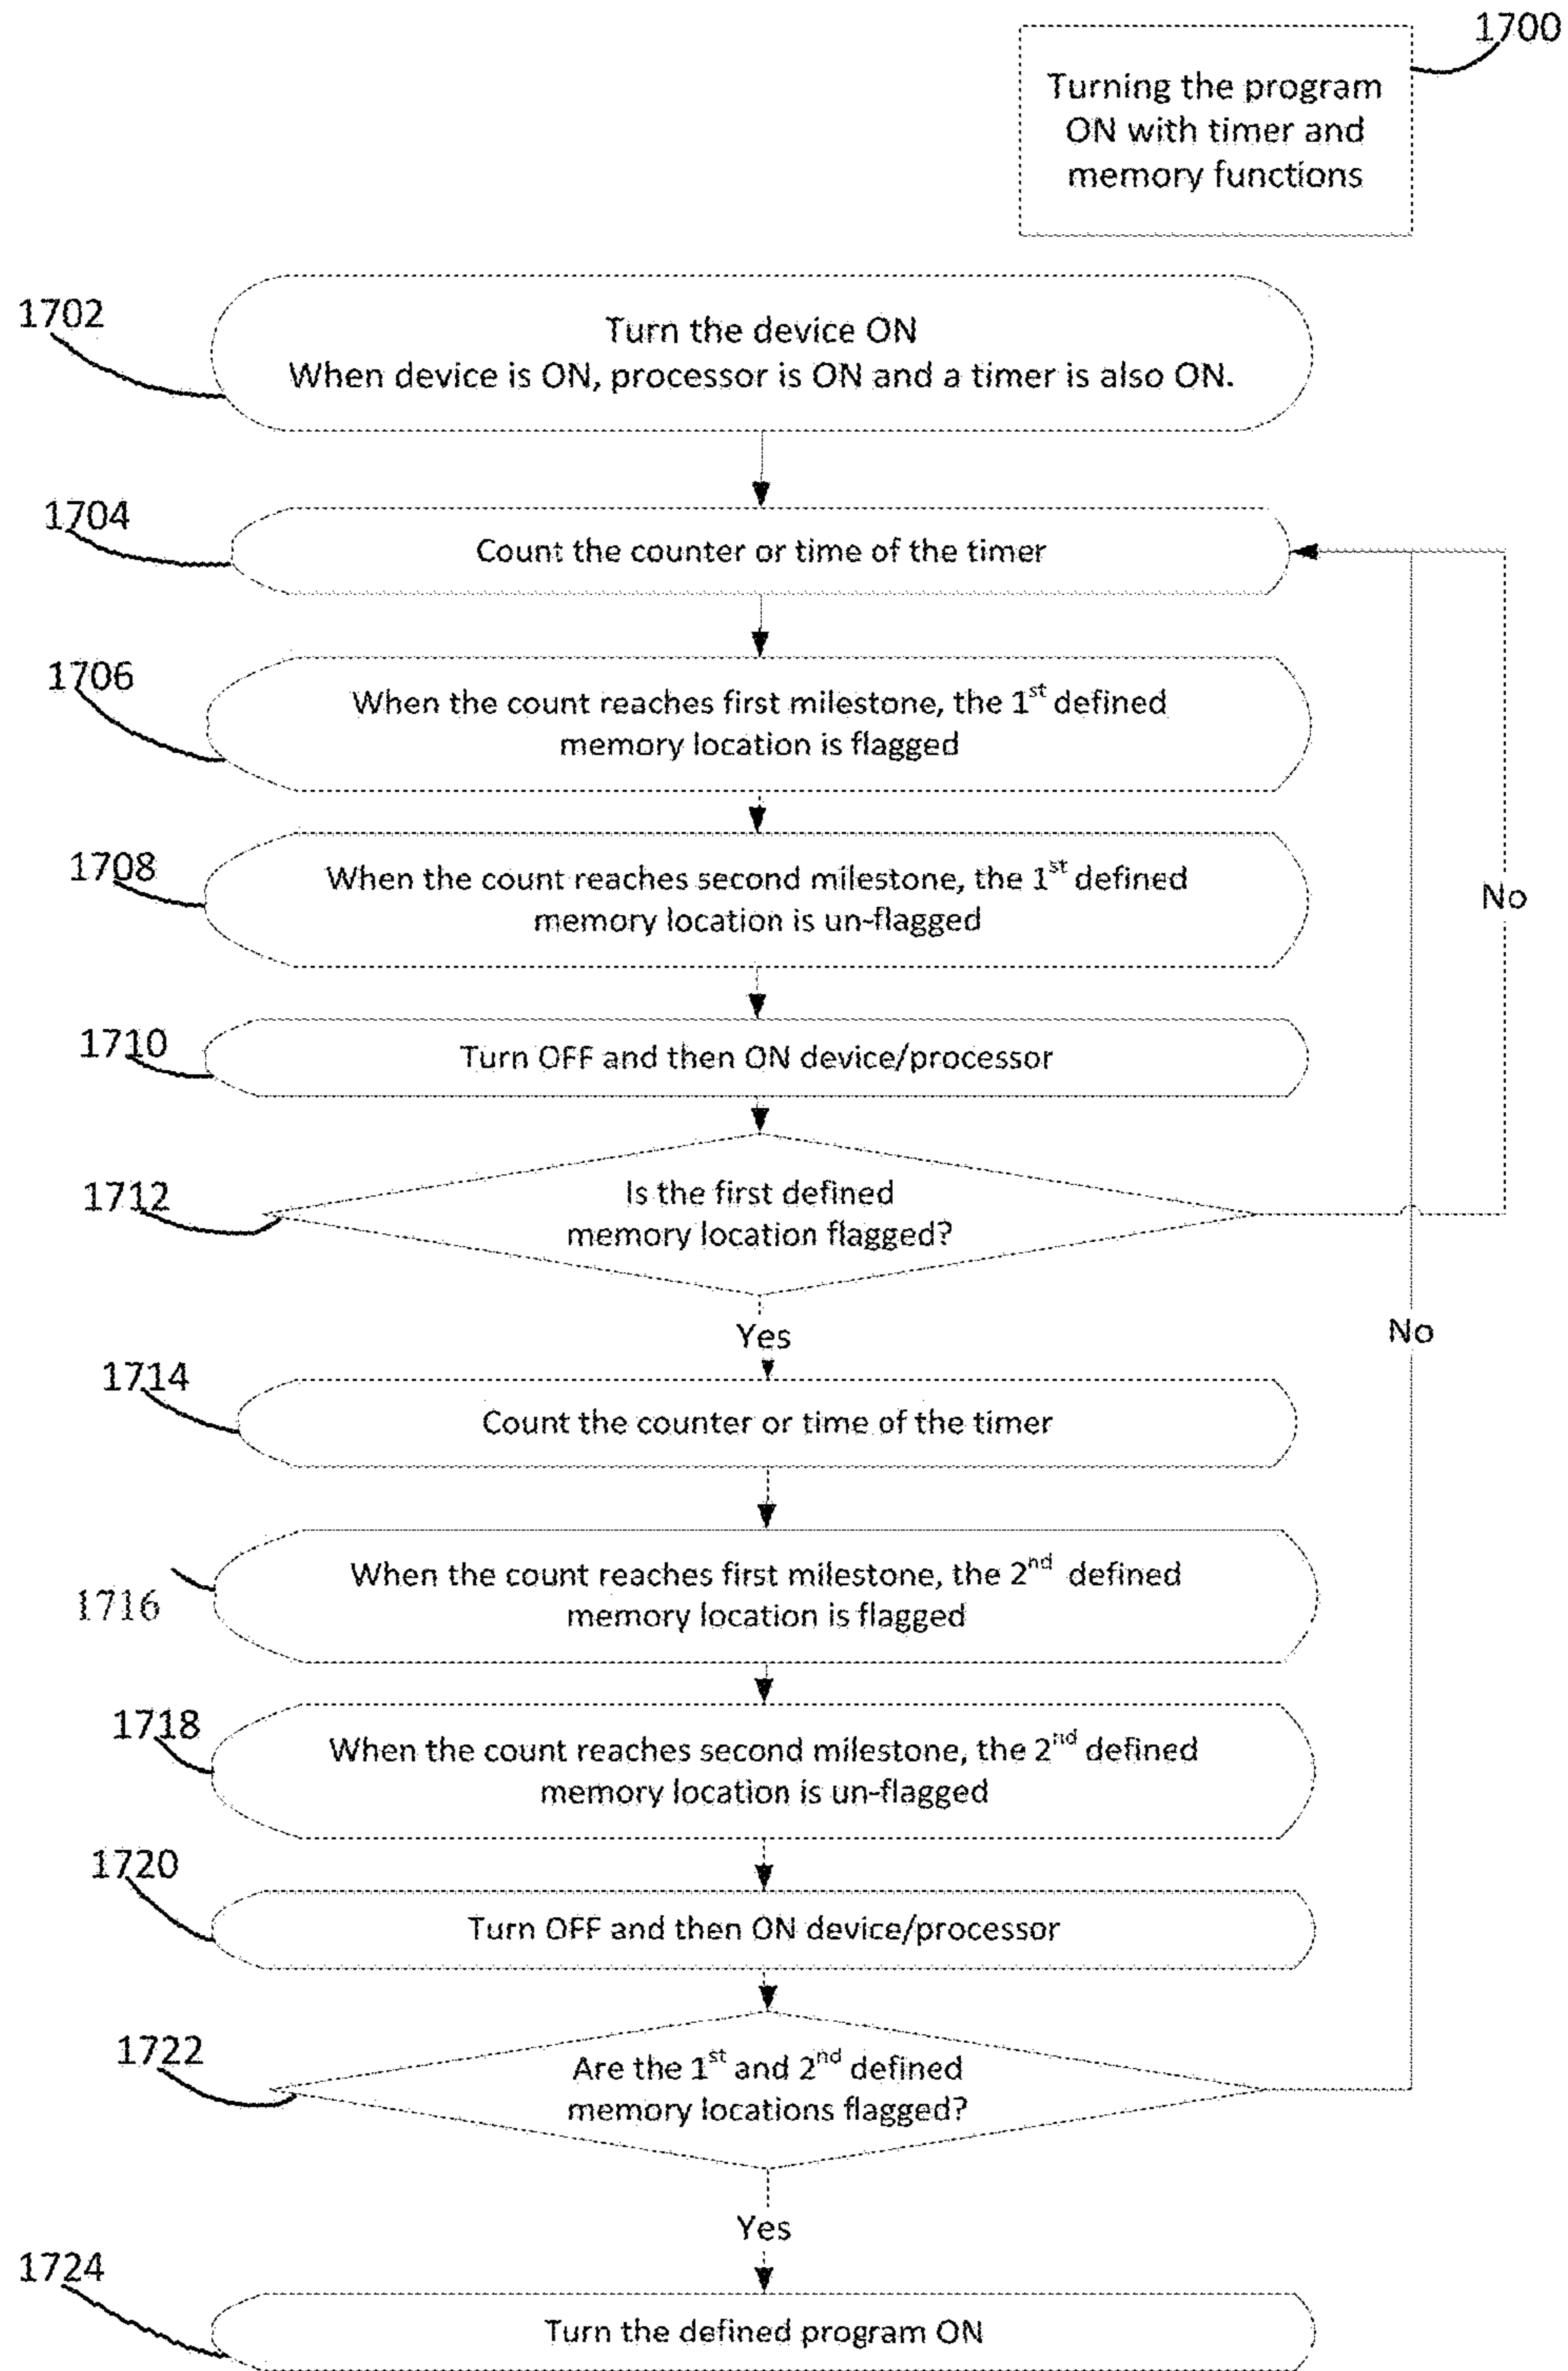 1700
Turning the program
ON with timer and
memory functions
1702
Turn the device ON
When device is ON, processor is ON and a timer is also ON.
1704
Count the counter or time of the timer
1706
When the count reaches first milestone, the 1st defined
memory location is flagged
1708
When the count reaches second milestone, the 1st defined
memory location is un-flagged
No
1710
Turn OFF and then ON device/processor
1712
Is the first defined
memory location flagged?
Yes
No
1714
Count the counter or time of the timer
1716
When the count reaches first milestone, the 2nd defined
memory location is flagged
1718
When the count reaches second milestone, the 2nd defined
memory location is un-flagged
1720
Turn OFF and then ON device/processor
1722
Are the 1st and 2nd defined
memory locations flagged?
Yes
1724
Turn the defined program ON